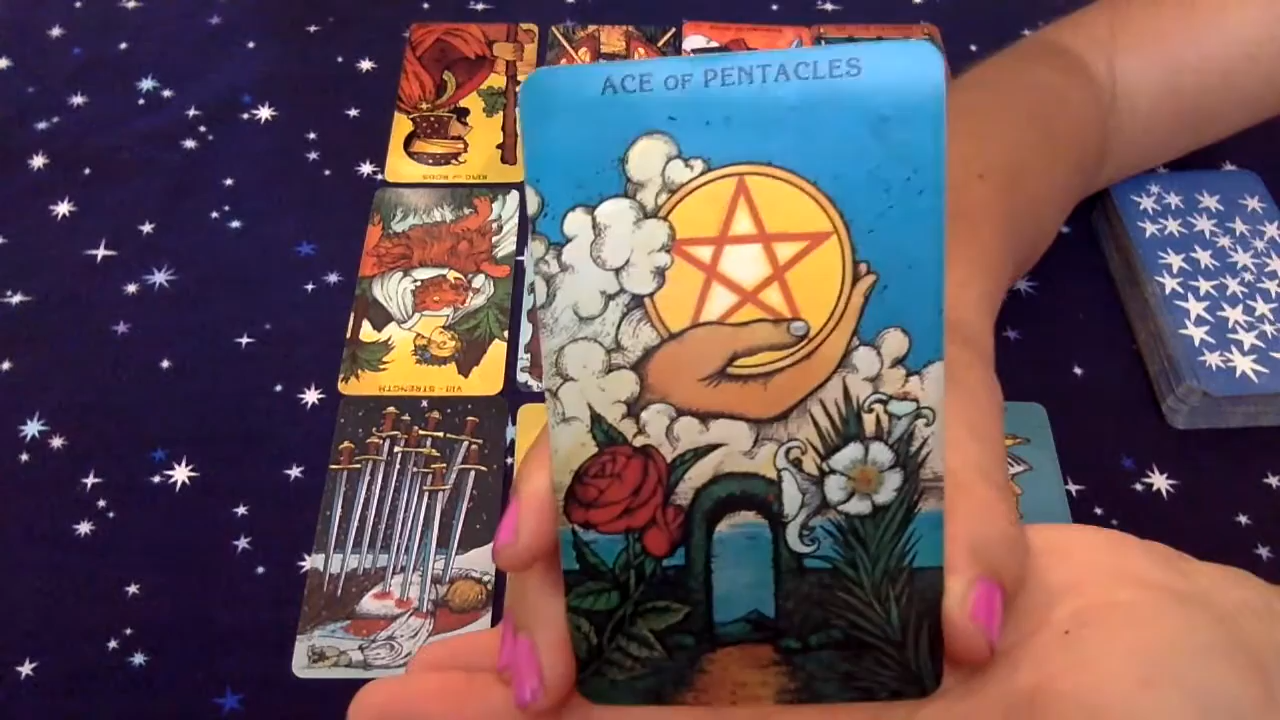 ACE OF PENTACLES
KING OF RODS
VIII - STRENGTH
X